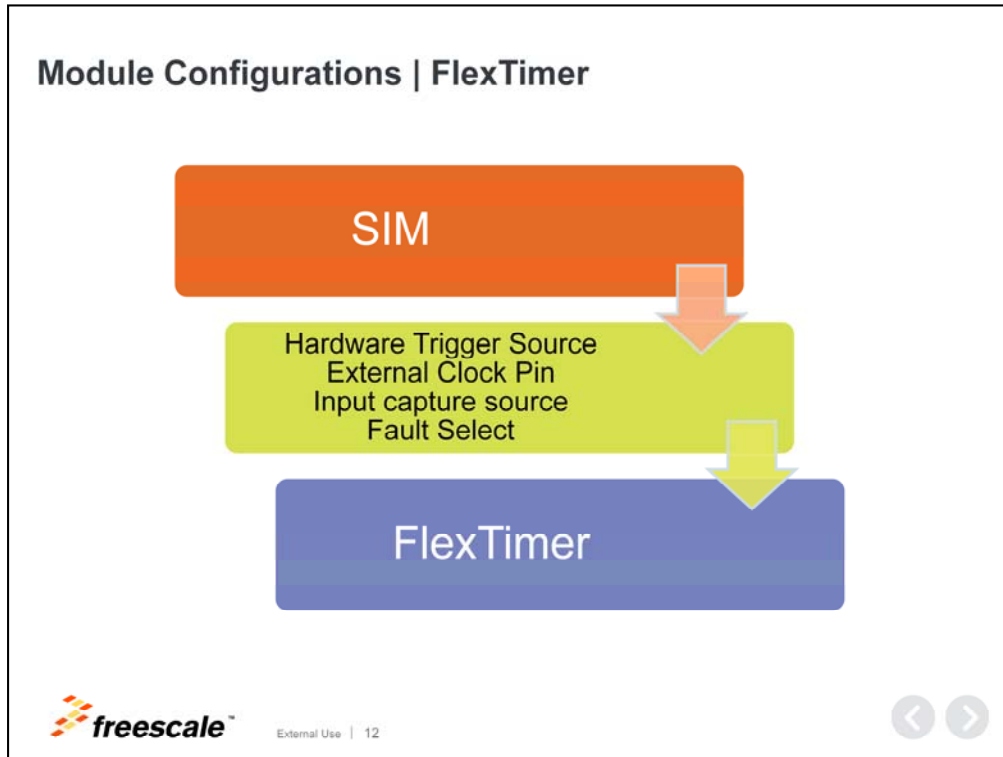 Module Configurations | FlexTimer
SIM
Hardware Trigger Source
External Clock Pin
Input capture source
Fault Select
FlexTimer
freescale™
External Use | 12